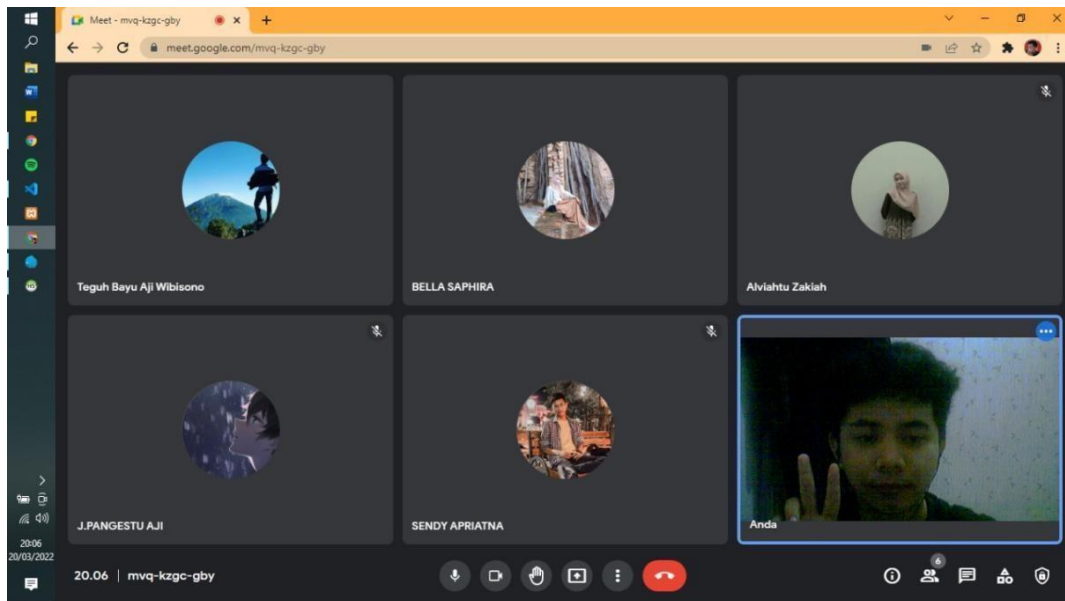 Meet - mvq-kzgc-gby
meet.google.com/mvq-kzgc-gby
Teguh Bayu Aji Wibisono
BELLA SAPHIRA
Alviahtu Zakiah
J.PANGESTU AJI
SENDY APRIATNA
Anda
20:06
20/03/2022
20.06 | mvq-kzgc-gby
6